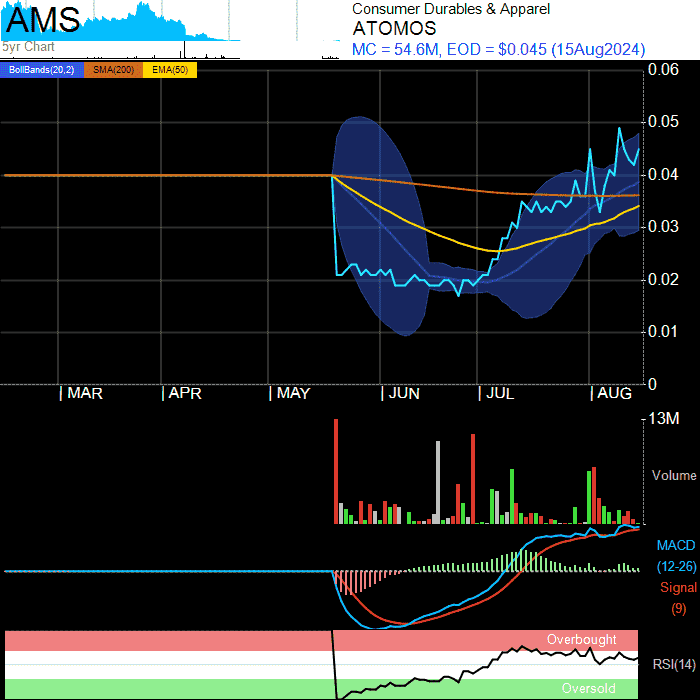 AMS
5yr Chart
Consumer Durables & Apparel
ATOMOS
MC = 54.6M, EOD = $0.045 (15Aug2024)
BollBands(20,2) SMA(200) EMA(50)
0.06
0.05
0.04
0.03
0.02
0.01
0
MAR APR MAY JUN JUL AUG
13M
Volume
MACD
(12-26)
Signal
(9)
Overbought
RSI(14)
Oversold